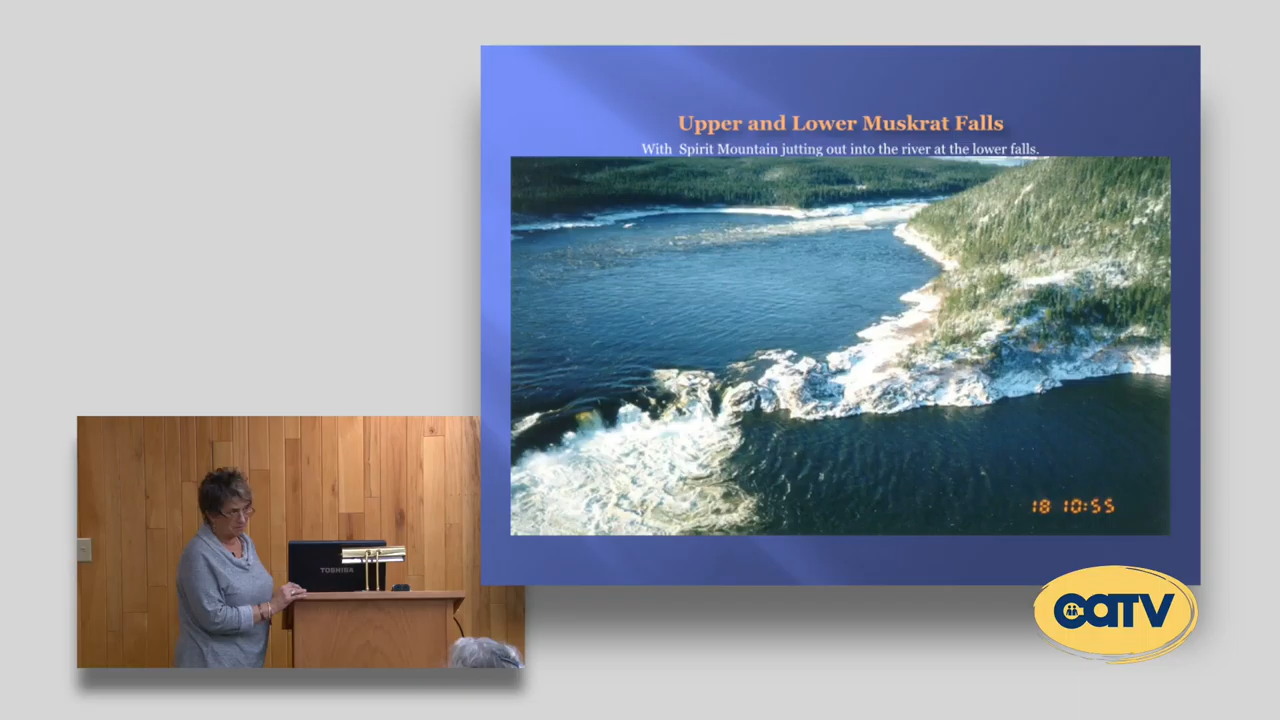 Upper and Lower Muskrat Falls
With Spirit Mountain jutting out into the river at the lower falls.
18 10:55
TOSHIBA
CATV